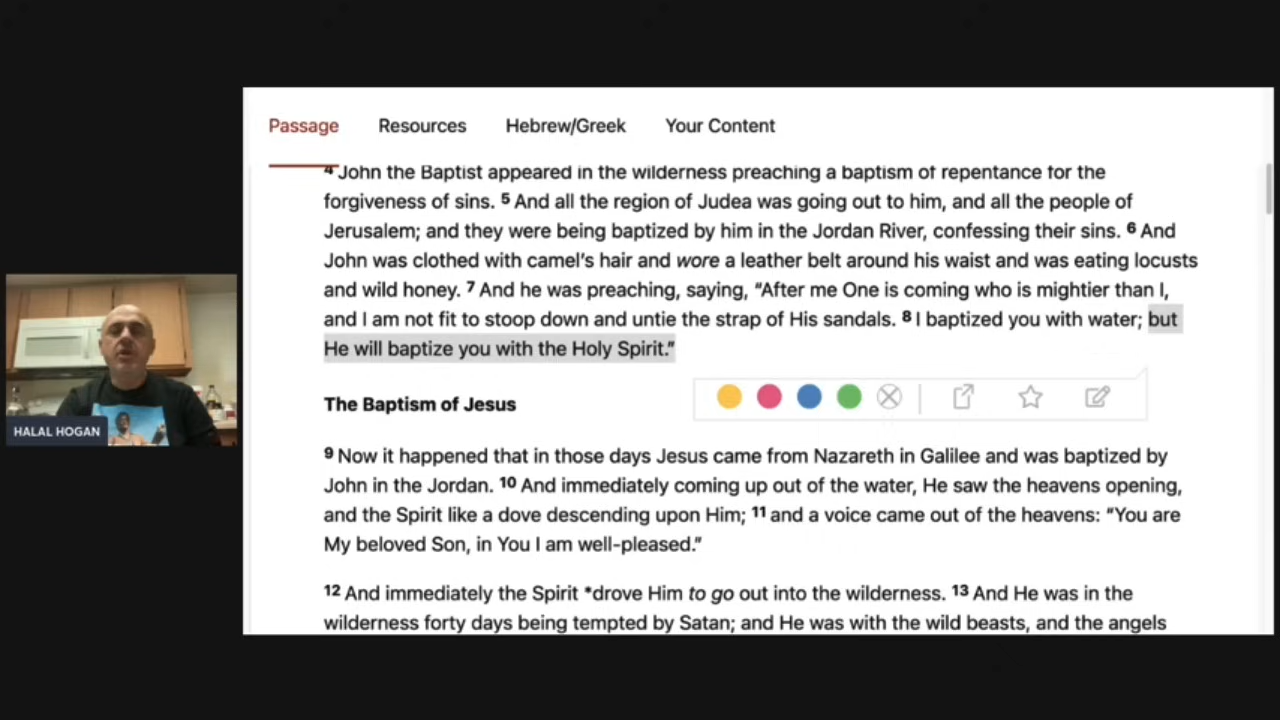 Passage Resources Hebrew/Greek Your Content
4 John the Baptist appeared in the wilderness preaching a baptism of repentance for the
forgiveness of sins. 5 And all the region of Judea was going out to him, and all the people of
Jerusalem; and they were being baptized by him in the Jordan River, confessing their sins. 6 And
John was clothed with camel's hair and wore a leather belt around his waist and was eating locusts
and wild honey. 7 And he was preaching, saying, “After me One is coming who is mightier than I,
and I am not fit to stoop down and untie the strap of His sandals. 8 I baptized you with water; but
He will baptize you with the Holy Spirit.”
The Baptism of Jesus
9 Now it happened that in those days Jesus came from Nazareth in Galilee and was baptized by
John in the Jordan. 10 And immediately coming up out of the water, He saw the heavens opening,
and the Spirit like a dove descending upon Him; 11 and a voice came out of the heavens: “You are
My beloved Son, in You I am well-pleased.”
12 And immediately the Spirit *drove Him to go out into the wilderness. 13 And He was in the
wilderness forty days being tempted by Satan; and He was with the wild beasts, and the angels
HALAL HOGAN